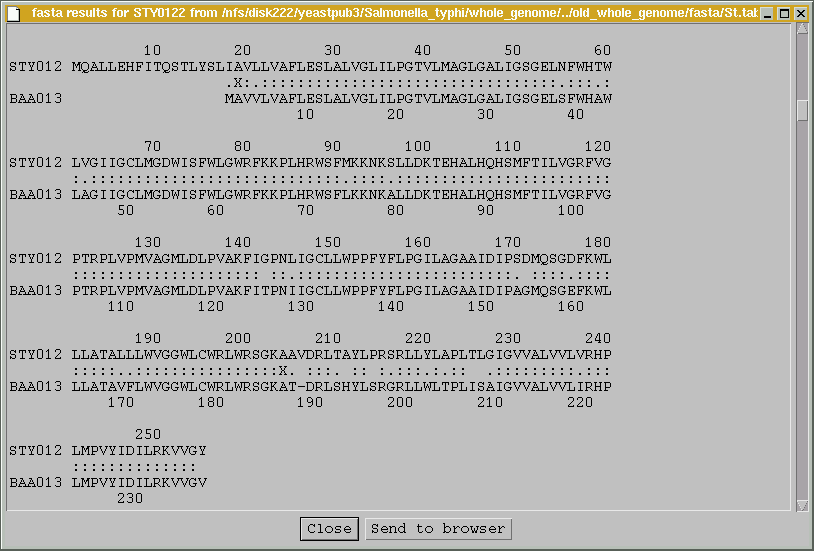 fasta results for STY0122 from /nfs/disk222/yeastpub3/Salmonella_typhi/whole_genome/../old_whole_genome/fasta/St.tab
10 20 30 40 50 60
STY012 MQALLEHFITQSTLYSLIAVLLVAFLESLALVGLILPGTVLMAGLGALIGSGELNFWHTW
.X:.::::::::::::::::::::::::::::::.:::.:
BAA013 MAVVLVAFLESLALVGLILPGTVLMAGLGALIGSGELSFWHAW
10 20 30 40
70 80 90 100 110 120
STY012 LVGIIGCLMGDWISFWLGWRFKKPLHRWSFMKKNKSLLDKTEHALHQHSMFTILVGRFVG
:.::::::::::::::::::::::::::::.::::.::::::::::::::::::::::::
BAA013 LAGIIGCLMGDWISFWLGWRFKKPLHRWSFLKKNKALLDKTEHALHQHSMFTILVGRFVG
50 60 70 80 90 100
130 140 150 160 170 180
STY012 PTRPLVPMVAGMLDLPVAKFIGPNLIGCLLWPPFYFLPGILAGAAIDIPSDMQSGDFKWL
::::::::::::::::::::: ::.:::::::::::::::::::::::::. ::::.::::
BAA013 PTRPLVPMVAGMLDLPVAKFITPNIIGCLLWPPFYFLPGILAGAAIDIPAGMQSGEFKWL
110 120 130 140 150 160
190 200 210 220 230 240
STY012 LLATALLLWVGGWLCWRLWRSGKAAVDRLTAYLPRSRLLYLAPLTLGIGVVALVVLVRHP
:::::..::::::::::::::::X. :::..:: ::.:: .:.:: ::::::::::.:::
BAA013 LLATAVFLWVGGWLCWRLWRSGKAT-DRLSHYLSRGRLLWLTPLISAIGVVALVVLIRHP
170 180 190 200 210 220
250
STY012 LMPVYIDILRKVVGY
::::::::::::::
BAA013 LMPVYIDILRKVVGV
230
Close Send to browser